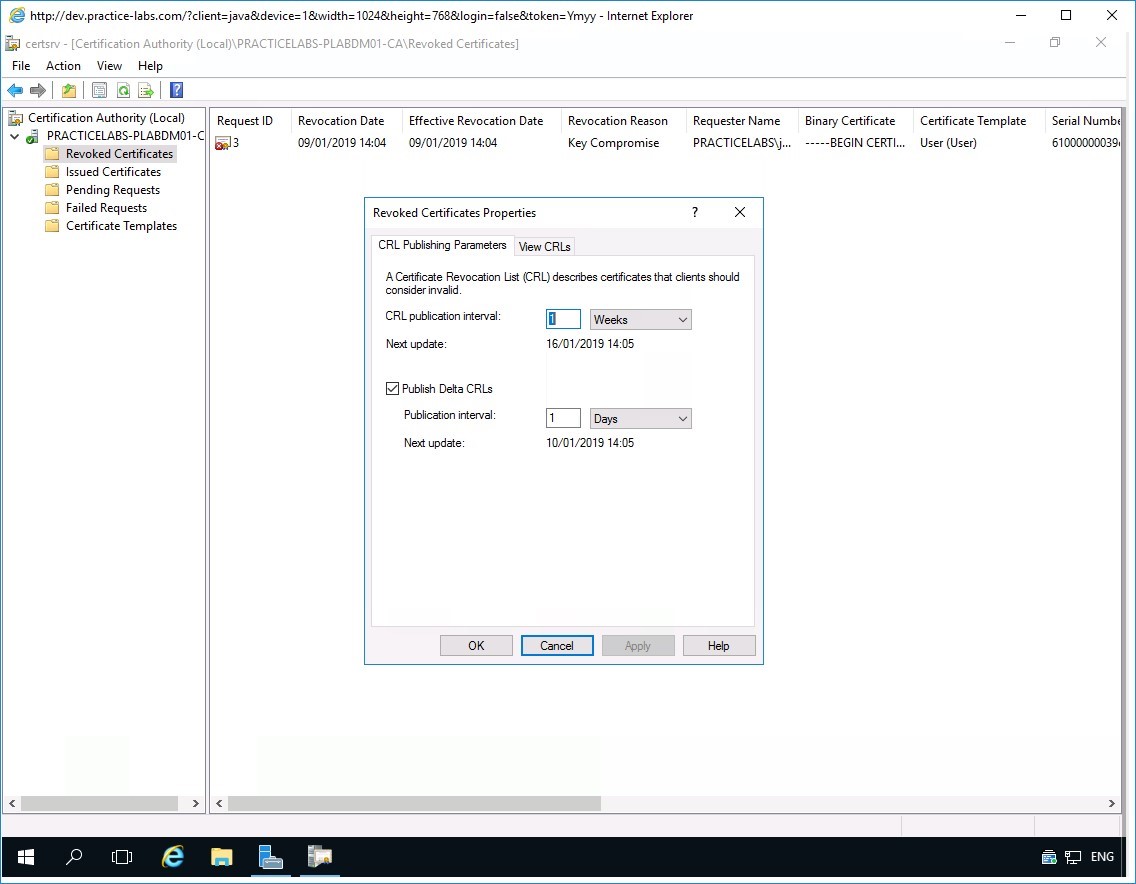 http://dev.practice-labs.com/?client=java&device=1&width=1024&height=768&login=false&token=Ymyy - Internet Explorer
certsrv - [Certification Authority (Local)\PRACTICELABS-PLABDM01-CA\Revoked Certificates]
File Action View Help
Certification Authority (Local)
PRACTICELABS-PLABDM01-C
Revoked Certificates
Issued Certificates
Pending Requests
Failed Requests
Certificate Templates
Request ID Revocation Date Effective Revocation Date Revocation Reason Requester Name Binary Certificate Certificate Template Serial Numbe
3 09/01/2019 14:04 09/01/2019 14:04 Key Compromise PRACTICELABS\j... -----BEGIN CERTI... User (User) 61000000039
Revoked Certificates Properties ?
CRL Publishing Parameters View CRLs
A Certificate Revocation List (CRL) describes certificates that clients should
consider invalid.
CRL publication interval: 1 Weeks
Next update: 16/01/2019 14:05
Publish Delta CRLs
Publication interval: 1 Days
Next update: 10/01/2019 14:05
OK Cancel Apply Help
ENG